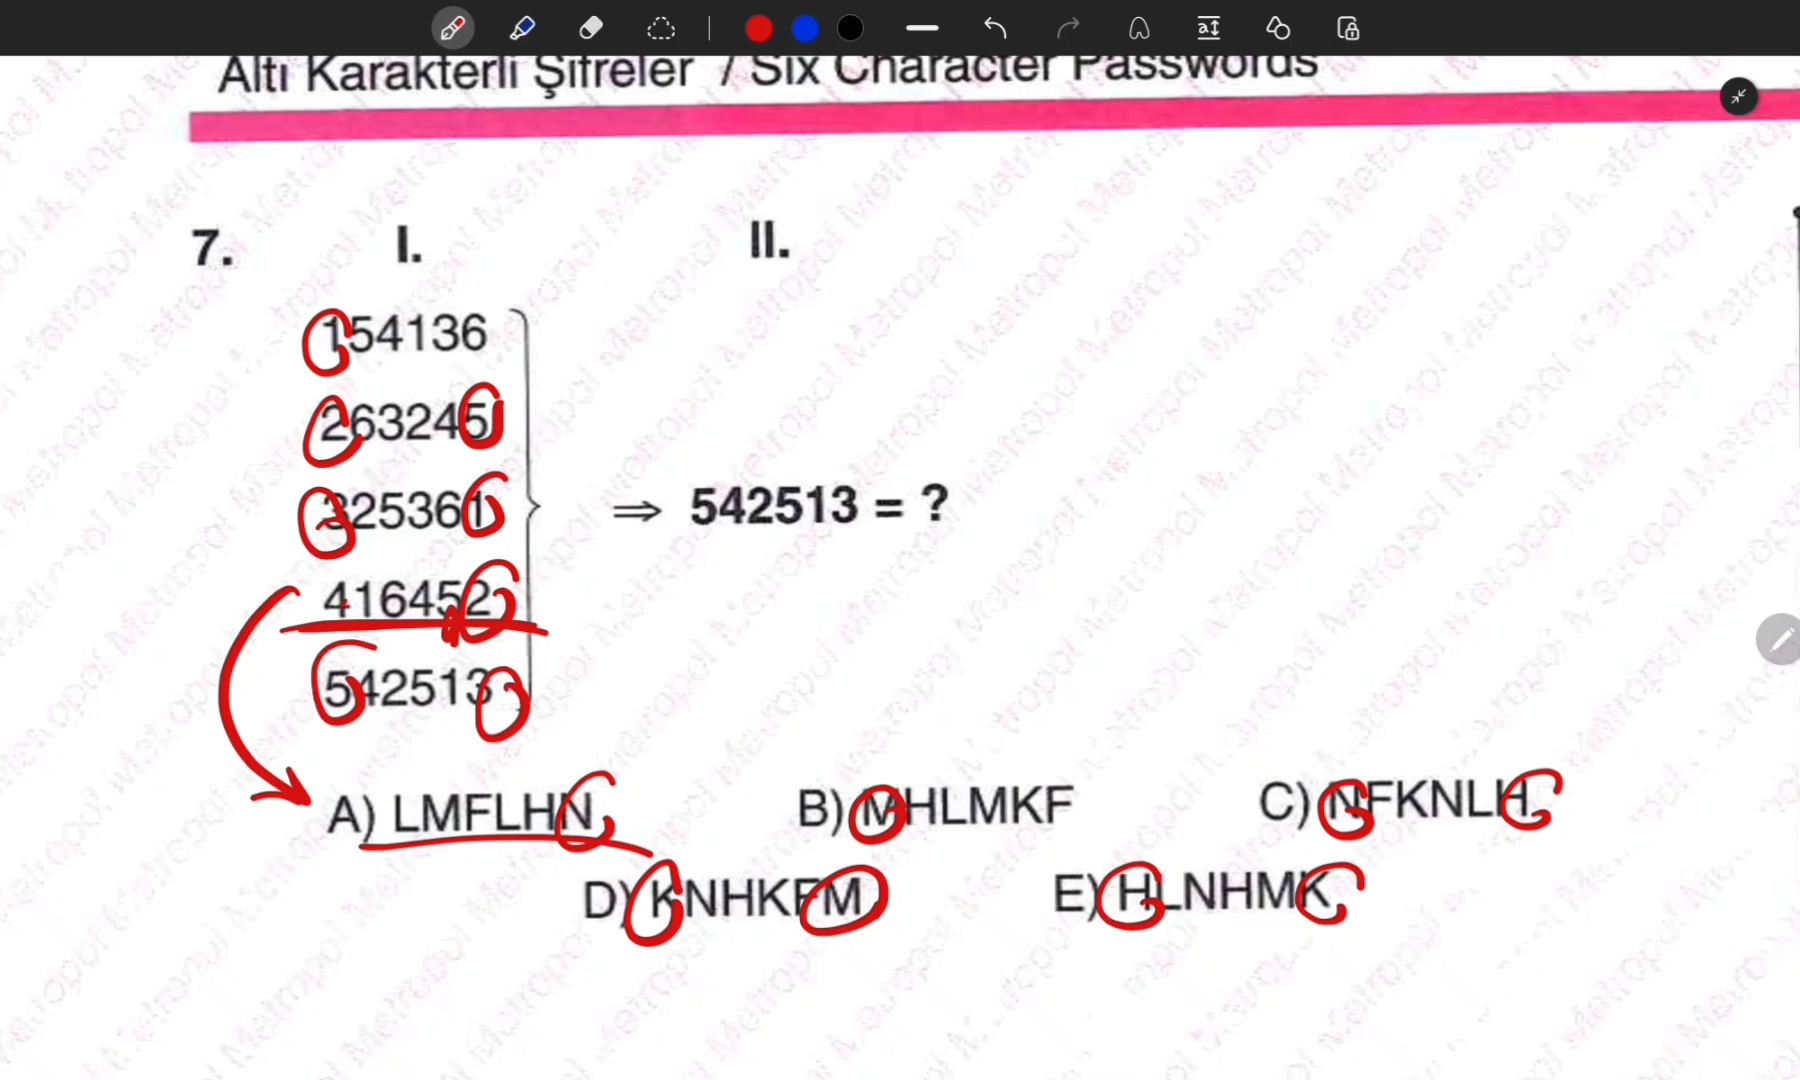 Altı Karakterli Şifreler / Six Character Passwords
7. I. II.
154136
263245
325361
416452
542513
⇒ 542513 = ?
A) LMFLHN B) MHLMKF C) NFKNLH
D) KNHKFM E) HLNHMK